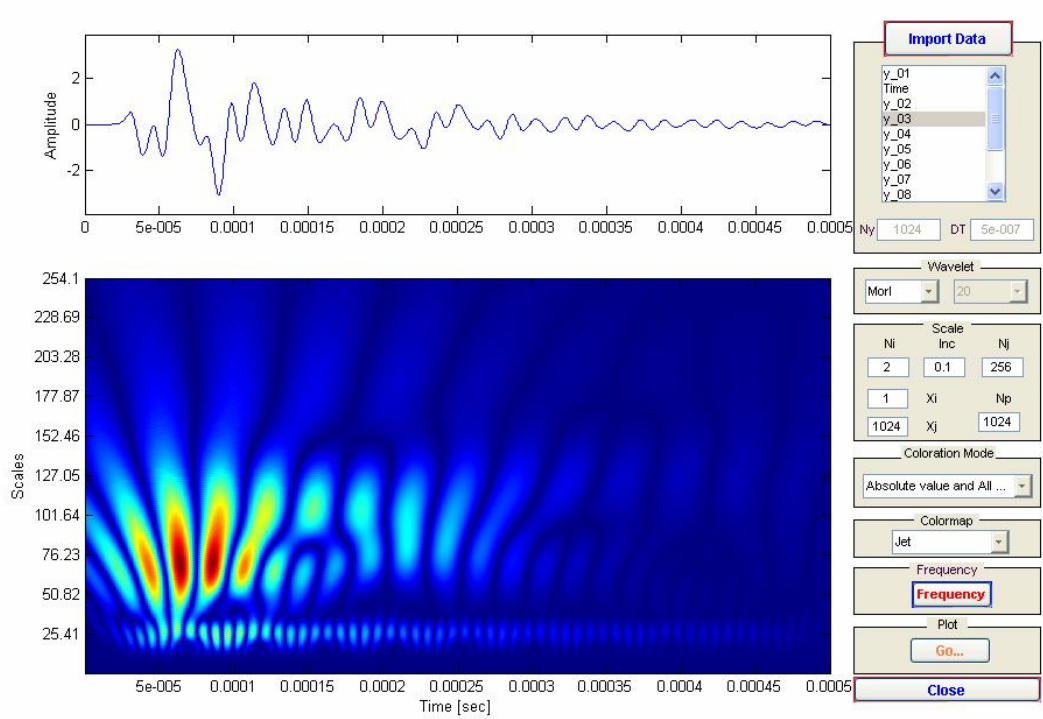 Import Data
y_01
Time
y_02
y_03
y_04
y_05
y_06
y_07
y_08
Ny 1024 DT 5e-007
Amplitude
2
0
-2
0 5e-005 0.0001 0.00015 0.0002 0.00025 0.0003 0.00035 0.0004 0.00045 0.0005
Wavelet
Morl 20
Scale
Ni Inc Nj
2 0.1 256
1 Xi Np
1024 Xj 1024
Coloration Mode
Absolute value and All ...
Colormap
Jet
Frequency
Frequency
Plot
Go...
Close
Scales
254.1
228.69
203.28
177.87
152.46
127.05
101.64
76.23
50.82
25.41
5e-005 0.0001 0.00015 0.0002 0.00025 0.0003 0.00035 0.0004 0.00045 0.0005
Time [sec]